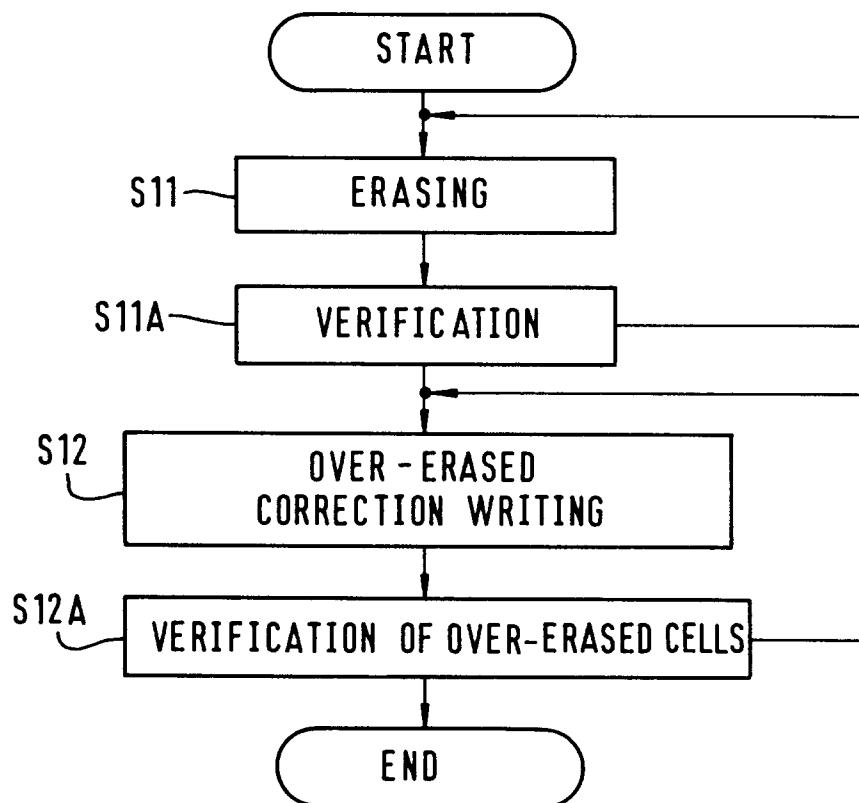 START
S11
ERASING
S11A
VERIFICATION
S12
OVER-ERASED
CORRECTION WRITING
S12A
VERIFICATION OF OVER-ERASED CELLS
END